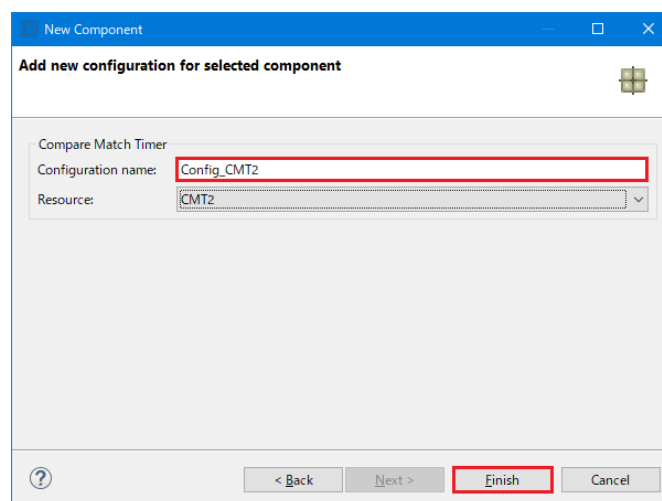 New Component
Add new configuration for selected component
Compare Match Timer
Configuration name: Config_CMT2
Resource: CMT2
? < Back Next > Finish Cancel